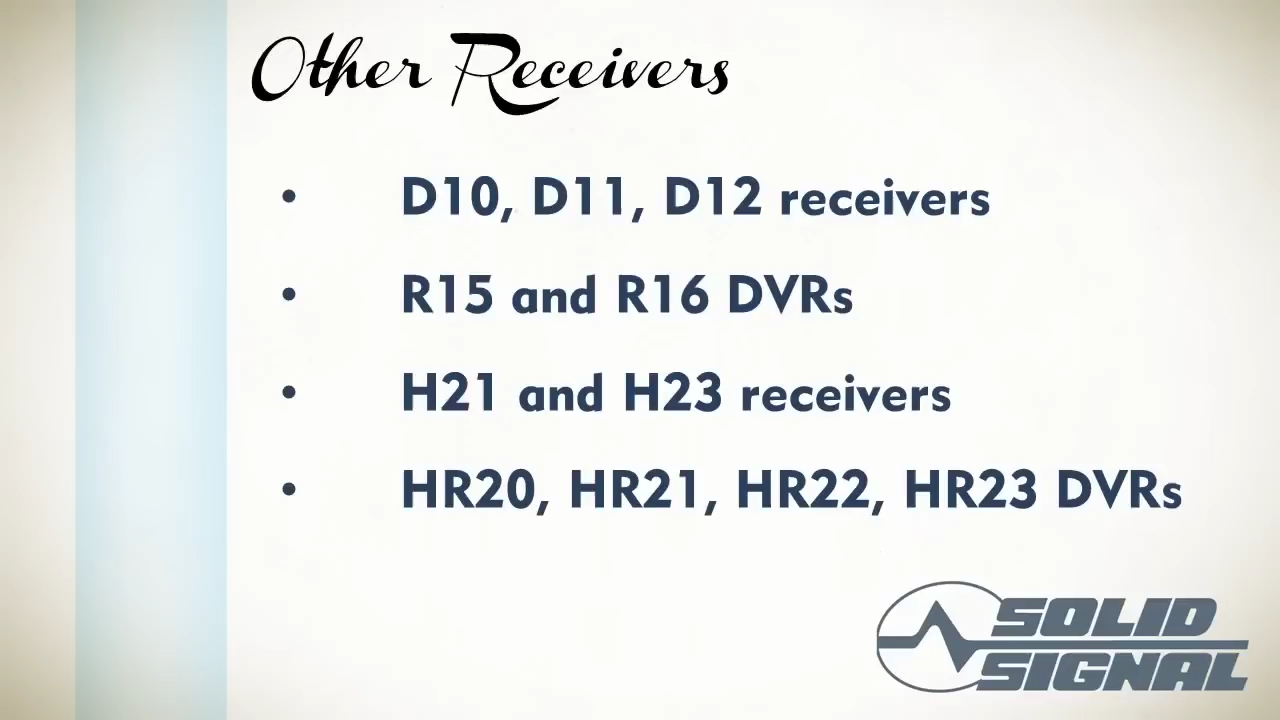 Other Receivers
• D10, D11, D12 receivers
• R15 and R16 DVRs
• H21 and H23 receivers
• HR20, HR21, HR22, HR23 DVRs
SOLID
SIGNAL